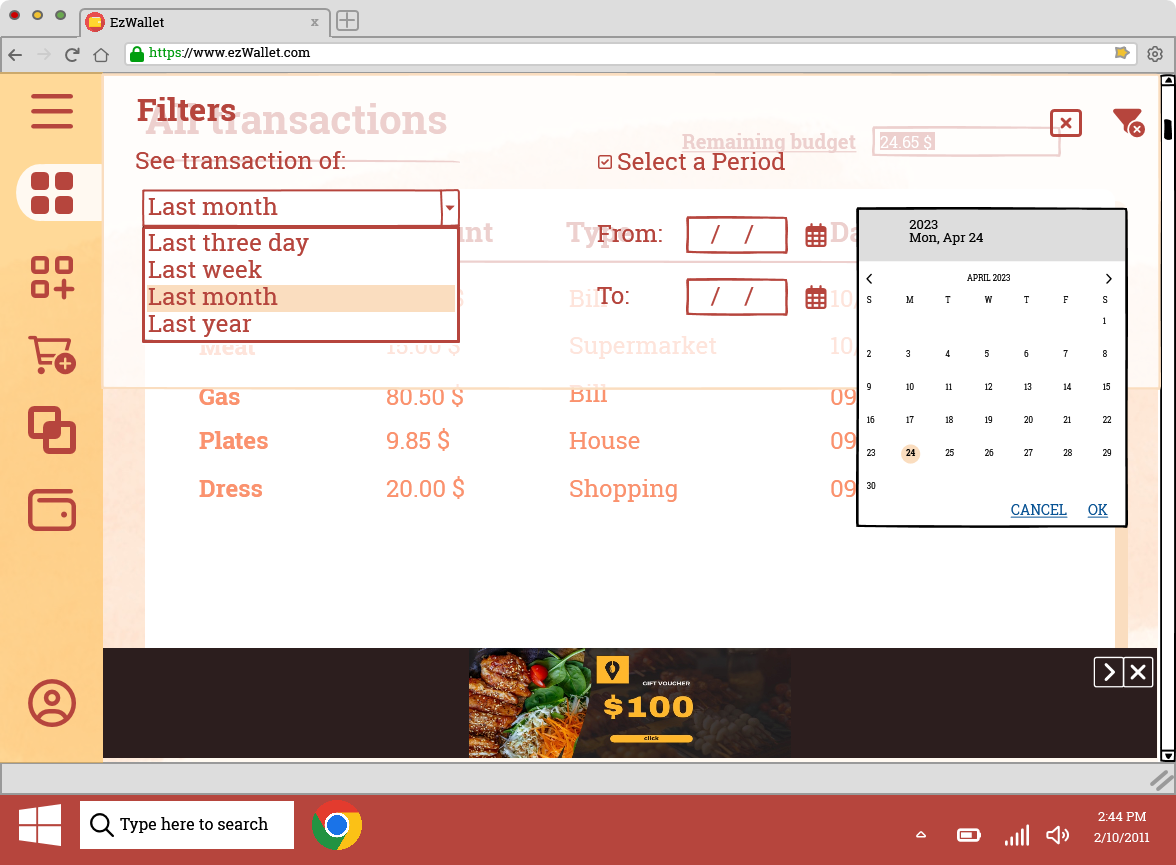 EzWallet
x
https://www.ezWallet.com
Filters
All transactions
Remaining budget
24.65 $
See transaction of:
Select a Period
Last month
Last three day
Last week
Last month
Last year
Type
From: / /
To: / /
Bill
10
Meat 15.00 $ Supermarket 10
Gas 80.50 $ Bill 09
Plates 9.85 $ House 09
Dress 20.00 $ Shopping 09
2023
Mon, Apr 24
APRIL 2023
S M T W T F S
1
2 3 4 5 6 7 8
9 10 11 12 13 14 15
16 17 18 19 20 21 22
23 24 25 26 27 28 29
30
CANCEL OK
GIFT VOUCHER
$100
click
Type here to search
2:44 PM
2/10/2011